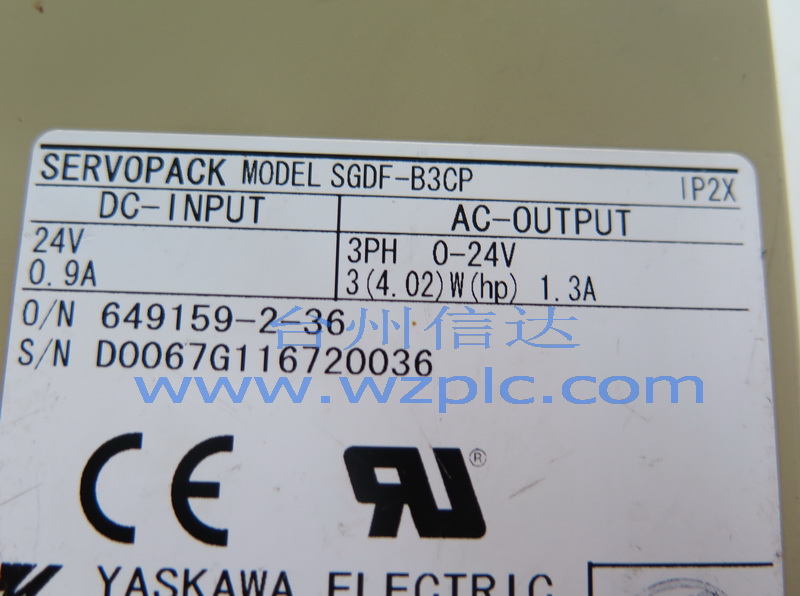 SERVOPACK MODEL SGDF-B3CP IP2X
DC-INPUT AC-OUTPUT
24V 3PH 0-24V
0.9A 3(4.02)W(hp) 1.3A
O/N 649159-2-36
台州信达
S/N D0067G116720036
www.wzplc.com
CE RU ®
YASKAWA ELECTRIC